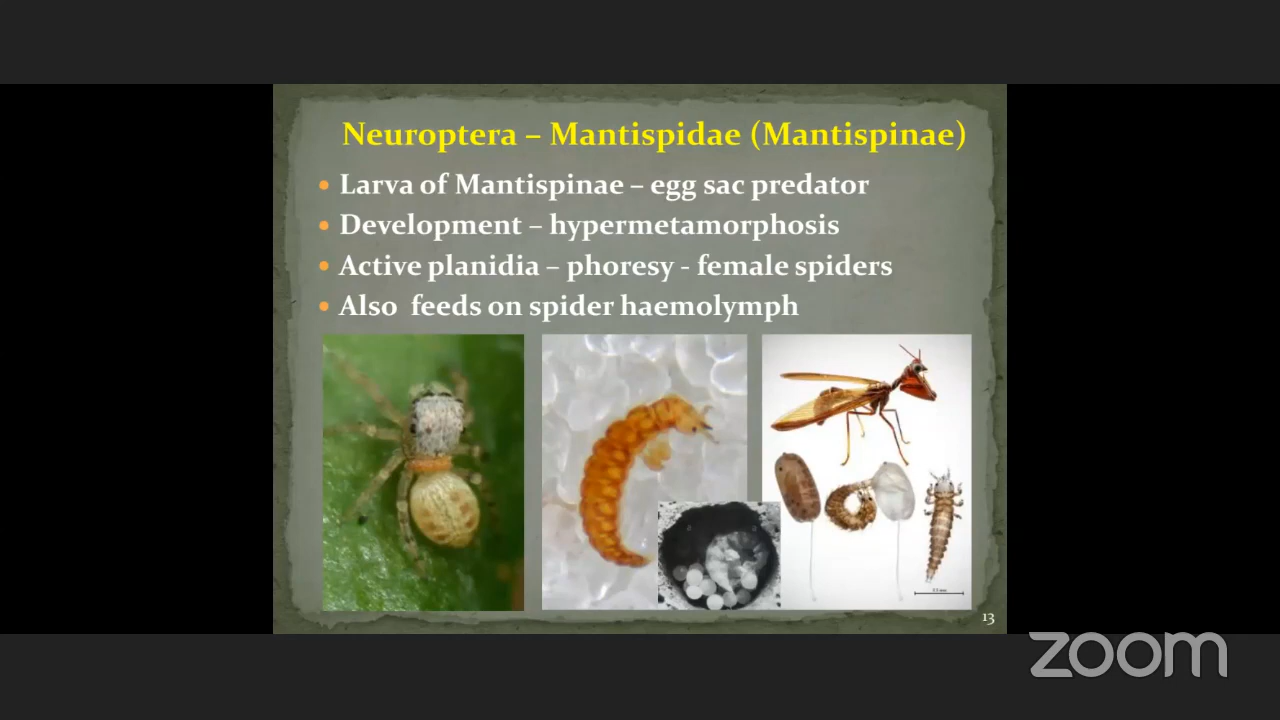 Neuroptera – Mantispidae (Mantispinae)
• Larva of Mantispinae – egg sac predator
• Development – hypermetamorphosis
• Active planidia – phoresy - female spiders
• Also feeds on spider haemolymph
13
zoom